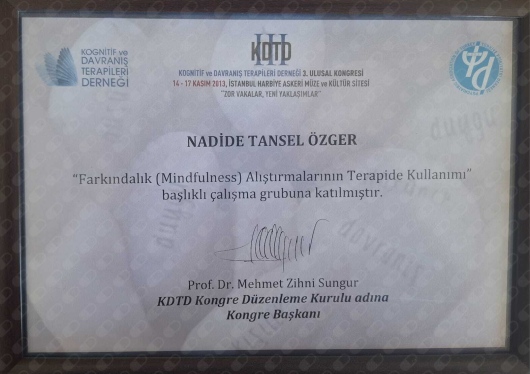 KOGNİTİF ve
DAVRANIŞ
TERAPİLERİ
DERNEĞİ
III
KDTD
KOGNİTİF ve DAVRANIŞ TERAPİLERİ DERNEĞİ 3. ULUSAL KONGRESİ
14 - 17 KASIM 2013, İSTANBUL HARBİYE ASKERİ MÜZE ve KÜLTÜR SİTESİ
"ZOR VAKALAR, YENİ YAKLAŞIMLAR"
NADİDE TANSEL ÖZGER
"Farkındalık (Mindfulness) Alıştırmalarının Terapide Kullanımı"
başlıklı çalışma grubuna katılmıştır.
Prof. Dr. Mehmet Zihni Sungur
KDTD Kongre Düzenleme Kurulu adına
Kongre Başkanı